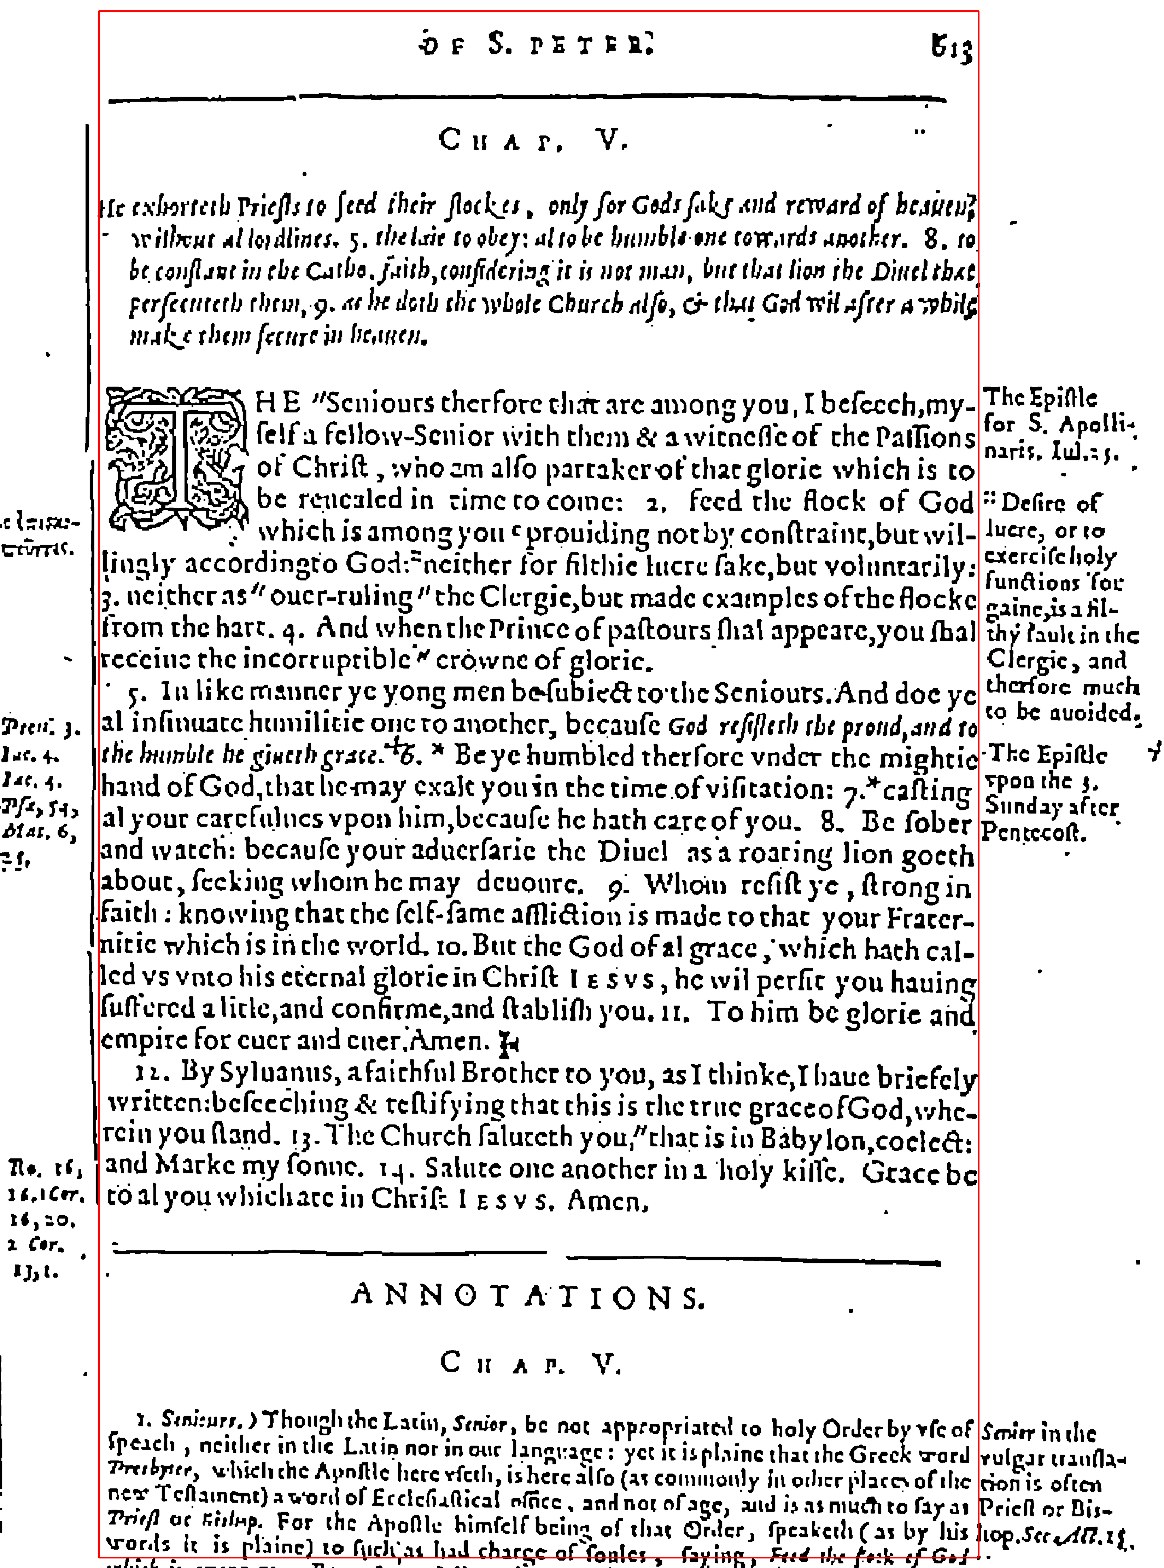 OF S. PETER.
613
CHAP. V.
He exhorteth Priests to feed their flockes, only for Gods sake and reward of heauen,
without al lordlines. 5. the laie to obey: al to be humble one towards another. 8. to
be constant in the Catho. faith, considering it is not man, but that lion the Diuel that
persecuteth them, 9. as he doth the whole Church also, & that God wil after a while
make them secure in heauen.
THE "Seniours therfore that are among you, I beseech, my-
self a fellow-Senior with them & a witnesse of the Passions
of Christ, who am also partaker of that glorie which is to
be reuealed in time to come: 2. feed the flock of God
which is among you ᶜprouiding not by constraint, but wil-
lingly according to God: ̈neither for filthie lucre sake, but voluntarily:
3. neither as "ouer-ruling "the Clergie, but made examples of the flocke
from the hart. 4. And when the Prince of pastours shal appeare, you shal
receiue the incorruptible "crowne of glorie.
5. In like manner ye yong men be subiect to the Seniours. And doe ye
al insinuate humilitie one to another, because God resisteth the proud, and to
the humble he giueth grace. ✝6. * Be ye humbled therfore vnder the mightie
hand of God, that he may exalt you in the time of visitation: 7.* casting
al your carefulnes vpon him, because he hath care of you. 8. Be sober
and watch: because your aduersarie the Diuel as a roaring lion goeth
about, seeking whom he may deuoure. 9. Whom resist ye, strong in
faith: knowing that the self-same affliction is made to that your Frater-
nitie which is in the world. 10. But the God of al grace, which hath cal-
led vs vnto his eternal glorie in Christ IESVS, he wil perfit you hauing
suffered a litle, and confirme, and stablish you. 11. To him be glorie and
empire for euer and euer. Amen.
12. By Syluanus, a faithful Brother to you, as I thinke, I haue briefely
written: beseeching & testifying that this is the true grace of God, whe-
rein you stand. 13. The Church saluteth you, "that is in Babylon, coelect:
and Marke my sonne. 14. Salute one another in a holy kisse. Grace be
to al you which are in Christ IESVS. Amen.
The Epistle
for S. Apolli-
naris. Iul. 23.
:: Desire of
lucre, or to
exercise holy
functions for
gaine, is a fil-
thy fault in the
Clergie, and
therfore much
to be auoided.
The Epistle
vpon the 3.
Sunday after
Pentecost.
Prou. 3.
Iac. 4.
Iac. 4.
Psa. 54,
Mat. 6,
25.
Ro. 16,
16. 1 Cor.
16, 20.
2 Cor.
13, 1.
ANNOTATIONS.
CHAP. V.
1. Seniours.) Though the Latin, Senior, be not appropriated to holy Order by vse of
speach, neither in the Latin nor in our language: yet it is plaine that the Greek word
Presbyter, which the Apostle here vseth, is here also (as commonly in other places of the
new Testament) a word of Ecclesiastical office, and not of age, and is as much to say as
Priest or Bishop. For the Apostle himself being of that Order, speaketh (as by his
words it is plaine) to such as had charge of soules, saying, Feed the flock of God
Senior in the
vulgar transla-
tion is often
Priest or Bis-
hop. See Act. 15.